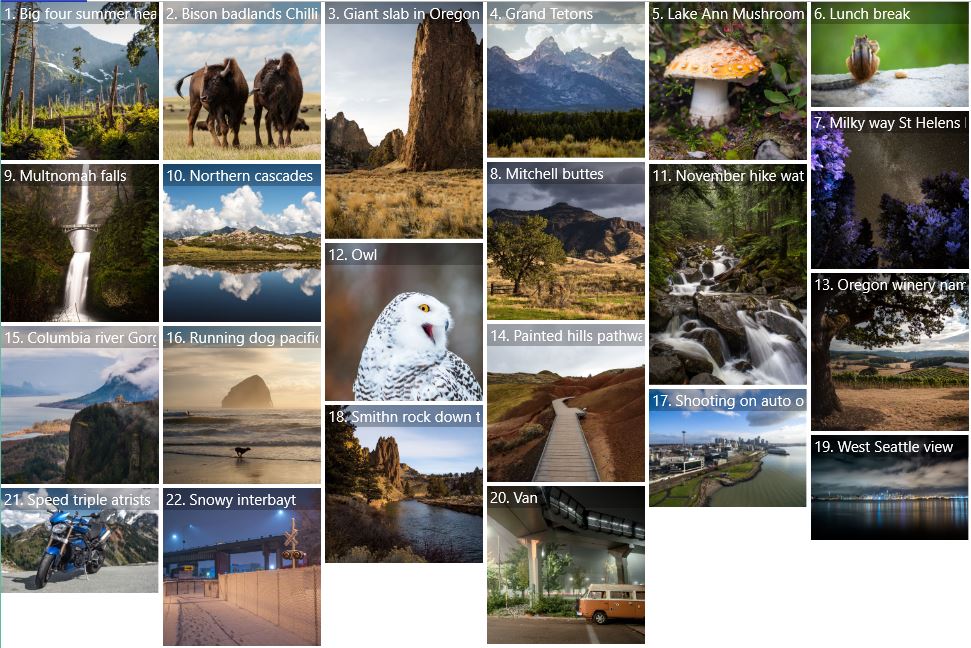 1. Big four summer hea
2. Bison badlands Chilli
3. Giant slab in Oregon
4. Grand Tetons
5. Lake Ann Mushroom
6. Lunch break
7. Milky way St Helens
8. Mitchell buttes
9. Multnomah falls
10. Northern cascades
11. November hike wat
12. Owl
13. Oregon winery nam
14. Painted hills pathwa
15. Columbia river Gorg
16. Running dog pacific
17. Shooting on auto o
18. Smithn rock down t
19. West Seattle view
20. Van
21. Speed triple atrists
22. Snowy interbayt